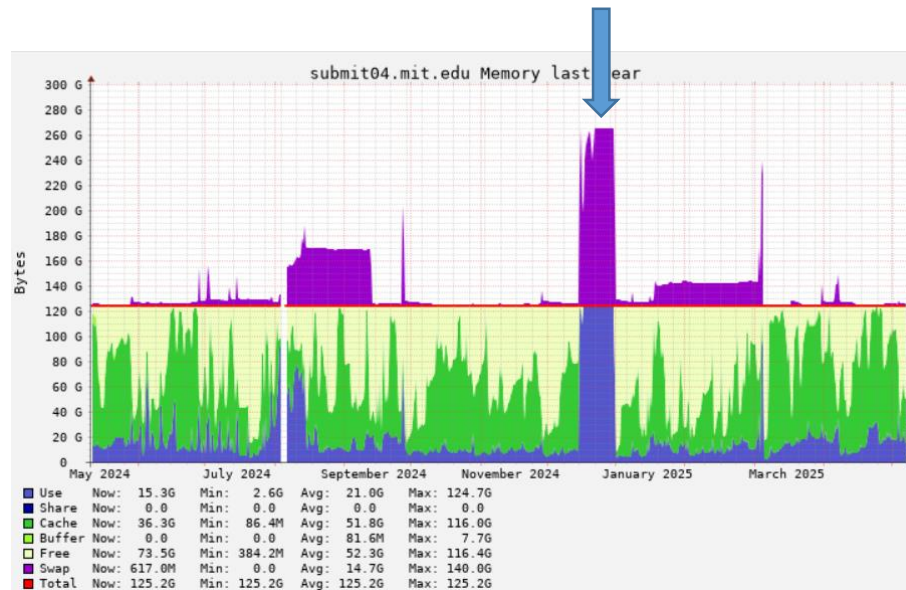 submit04.mit.edu Memory last year
300 G
280 G
260 G
240 G
220 G
200 G
180 G
160 G
140 G
120 G
100 G
80 G
60 G
40 G
20 G
0
Bytes
May 2024 July 2024 September 2024 November 2024 January 2025 March 2025
Use Now: 15.3G Min: 2.6G Avg: 21.0G Max: 124.7G
Share Now: 0.0 Min: 0.0 Avg: 0.0 Max: 0.0
Cache Now: 36.3G Min: 86.4M Avg: 51.8G Max: 116.0G
Buffer Now: 0.0 Min: 0.0 Avg: 81.6M Max: 7.7G
Free Now: 73.5G Min: 384.2M Avg: 52.3G Max: 116.4G
Swap Now: 617.0M Min: 0.0 Avg: 14.7G Max: 140.0G
Total Now: 125.2G Min: 125.2G Avg: 125.2G Max: 125.2G